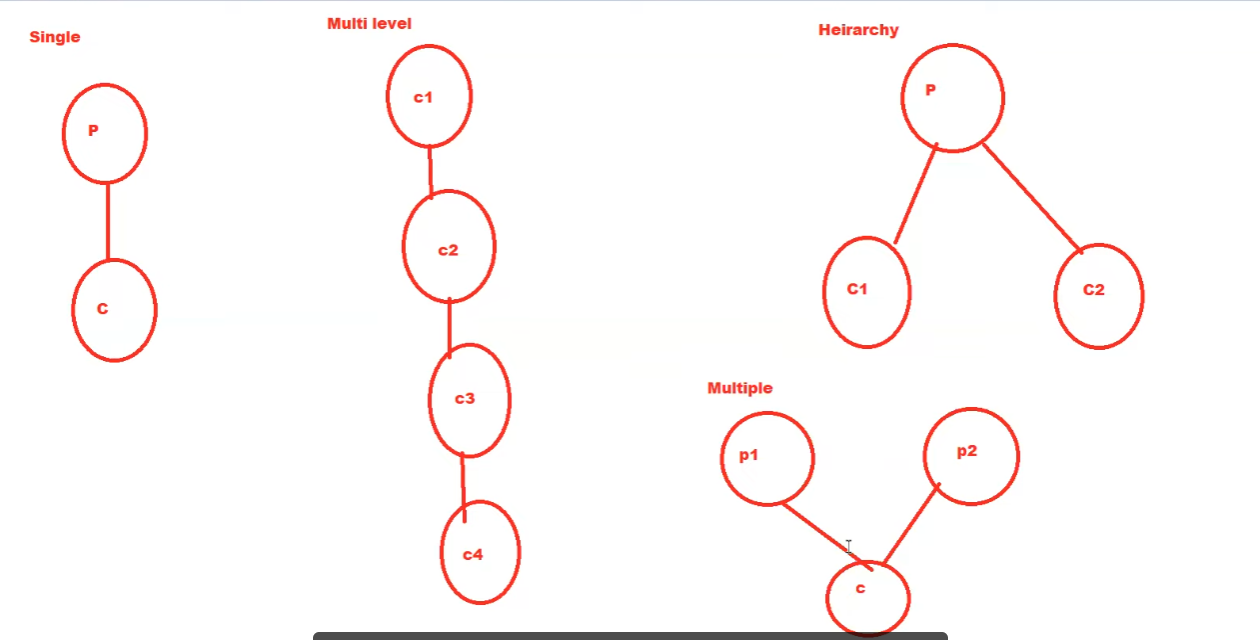 Single
P
C
Multi level
c1
c2
c3
c4
Heirarchy
P
C1
C2
Multiple
p1
p2
c